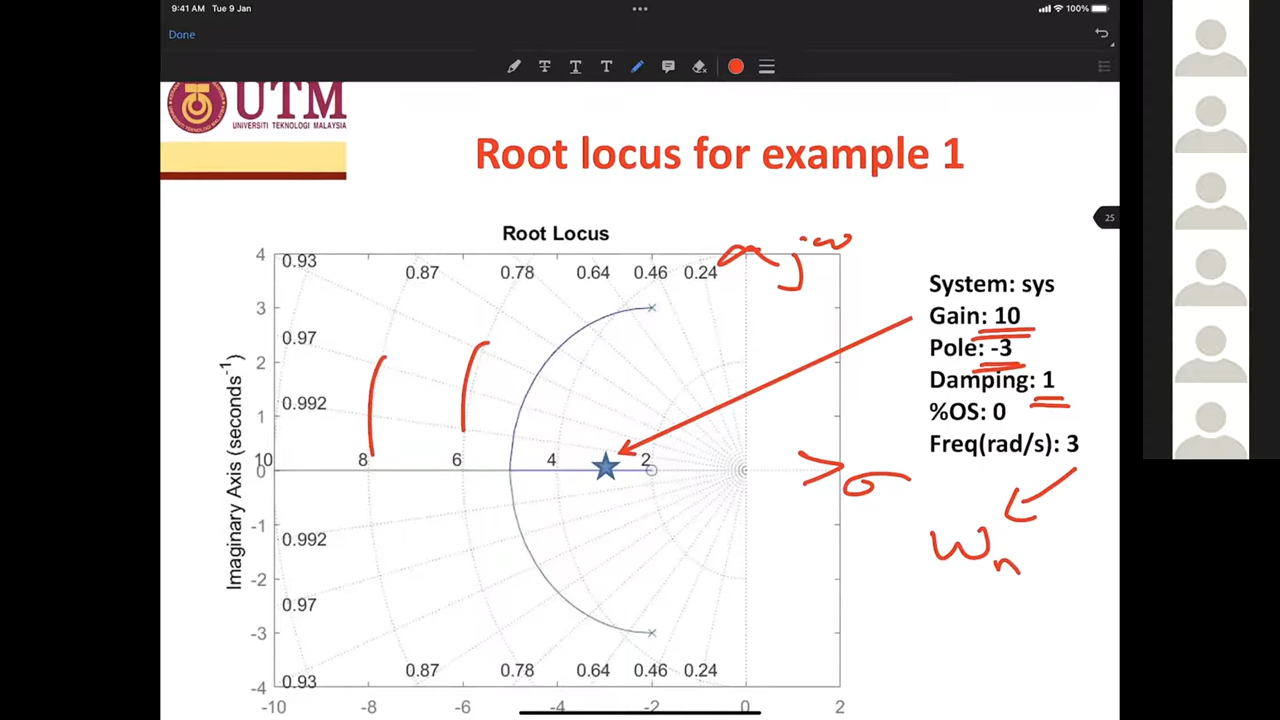 9:41 AM Tue 9 Jan
100%
Done
UTM
UNIVERSITI TEKNOLOGI MALAYSIA
Root locus for example 1
25
Root Locus
jω
4
0.93
0.87
0.78
0.64
0.46
0.24
System: sys
3
Gain: 10
0.97
Pole: -3
2
Damping: 1
1
0.992
%OS: 0
Freq(rad/s): 3
10
8
6
4
2
0
σ
Imaginary Axis (seconds-1)
-1
0.992
ωn
-2
0.97
-3
0.87
0.78
0.64
0.46
0.24
-4
0.93
-10
-8
-6
-4
-2
0
2